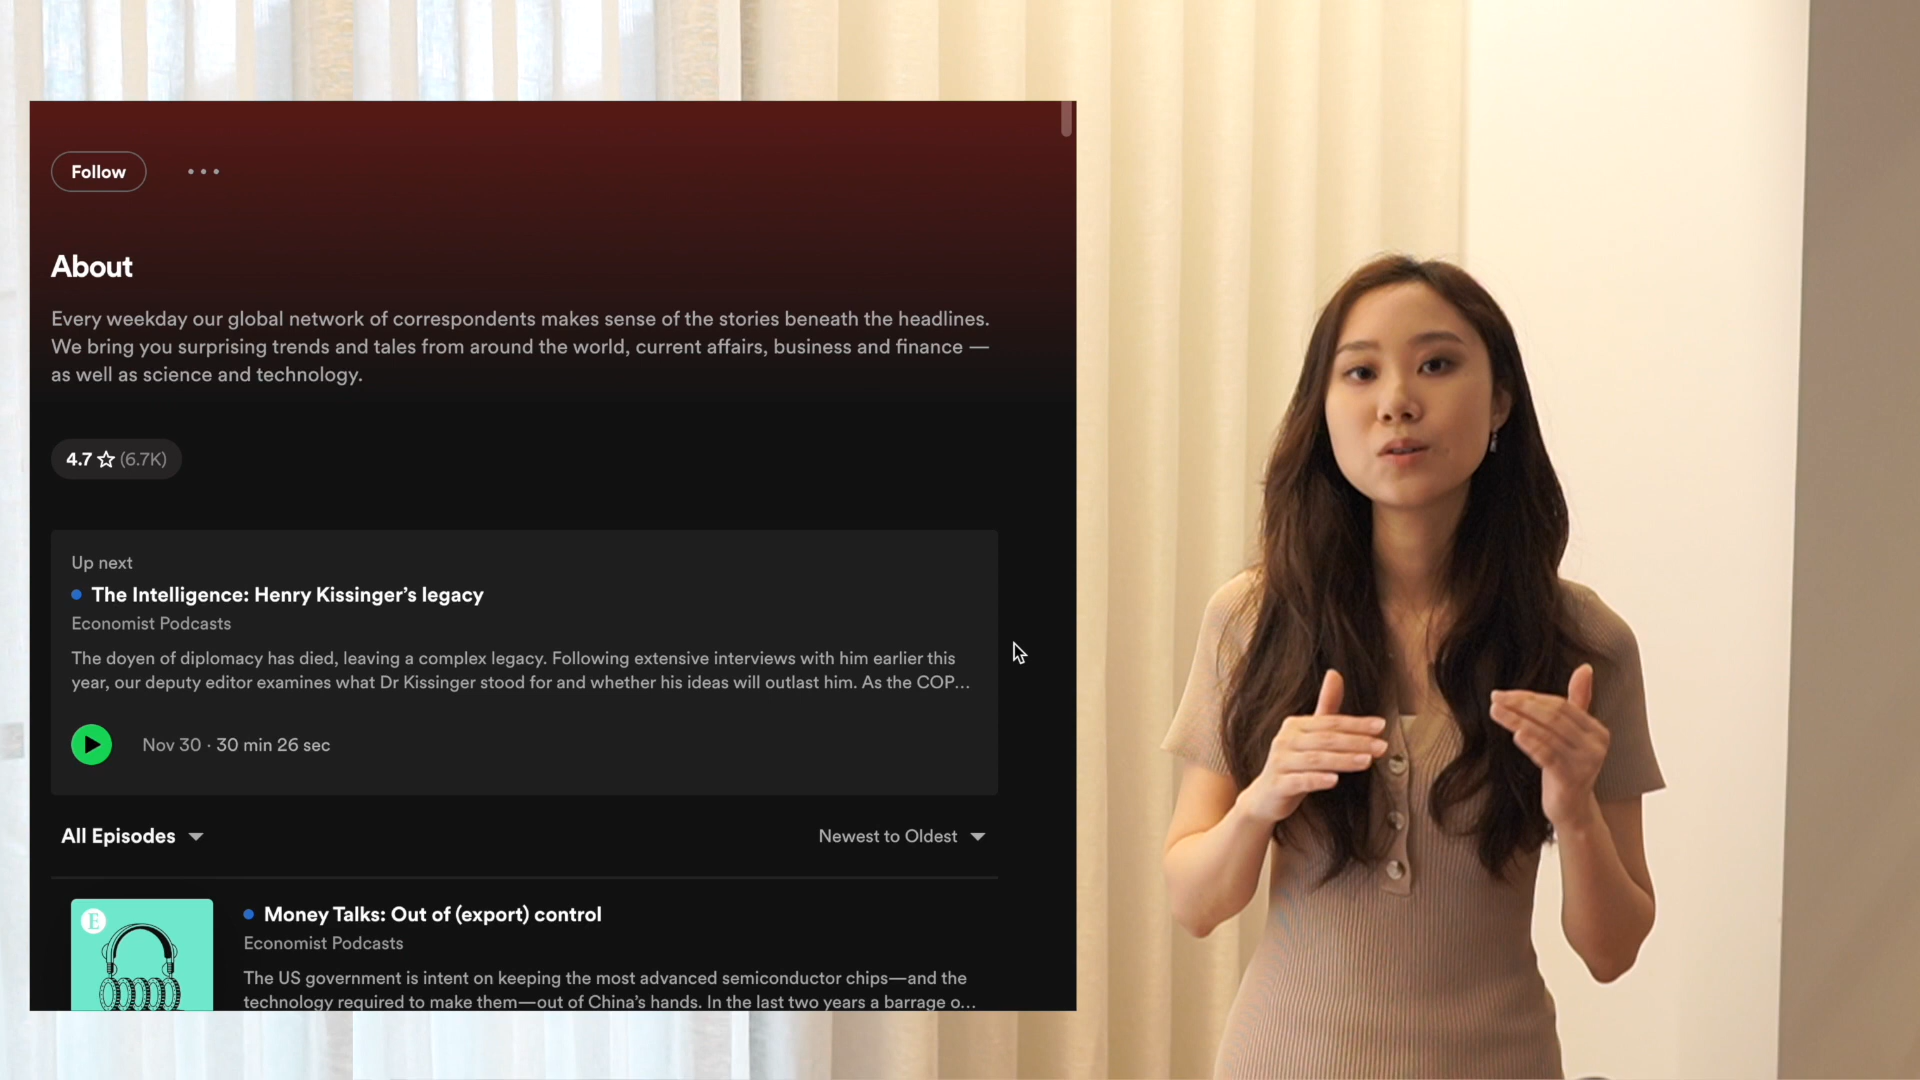 Follow
About
Every weekday our global network of correspondents makes sense of the stories beneath the headlines.
We bring you surprising trends and tales from around the world, current affairs, business and finance —
as well as science and technology.
4.7 (6.7K)
Up next
The Intelligence: Henry Kissinger’s legacy
Economist Podcasts
The doyen of diplomacy has died, leaving a complex legacy. Following extensive interviews with him earlier this
year, our deputy editor examines what Dr Kissinger stood for and whether his ideas will outlast him. As the COP...
Nov 30 · 30 min 26 sec
All Episodes
Newest to Oldest
E
Money Talks: Out of (export) control
Economist Podcasts
The US government is intent on keeping the most advanced semiconductor chips—and the
technology required to make them—out of China’s hands. In the last two years a barrage o...